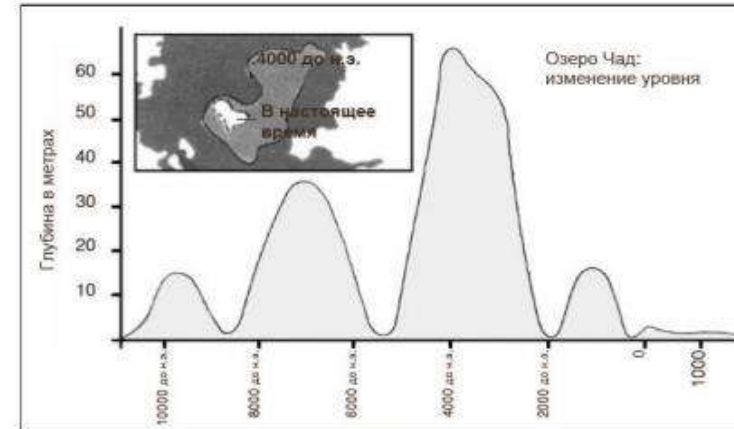 Озеро Чад:
изменение уровня
4000 до н.э.
В настоящее
время
Глубина в метрах
60
50
40
30
20
10
10000 до н.э.
8000 до н.э.
6000 до н.э.
4000 до н.э.
2000 до н.э.
0
1000